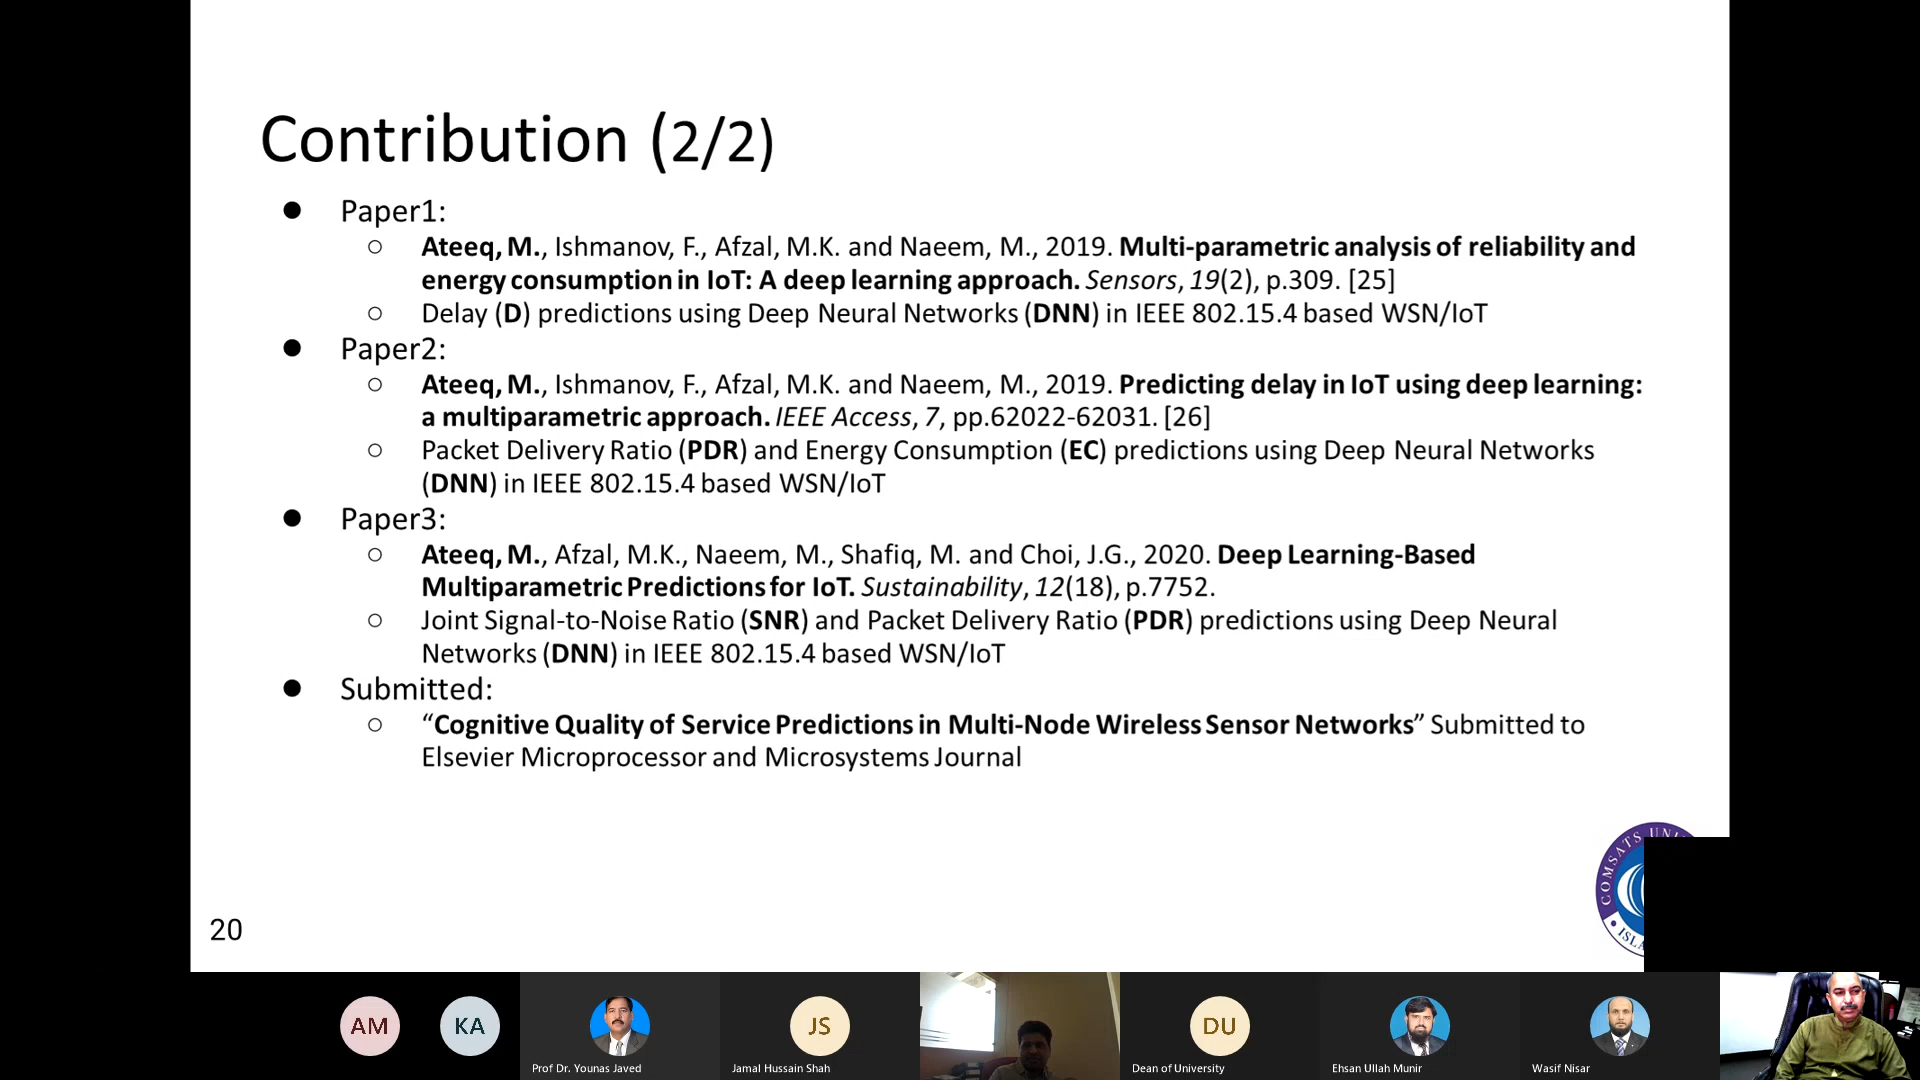 Contribution (2/2)
● Paper1:
○ Ateeq, M., Ishmanov, F., Afzal, M.K. and Naeem, M., 2019. Multi-parametric analysis of reliability and
energy consumption in IoT: A deep learning approach. Sensors, 19(2), p.309. [25]
○ Delay (D) predictions using Deep Neural Networks (DNN) in IEEE 802.15.4 based WSN/IoT
● Paper2:
○ Ateeq, M., Ishmanov, F., Afzal, M.K. and Naeem, M., 2019. Predicting delay in IoT using deep learning:
a multiparametric approach. IEEE Access, 7, pp.62022-62031. [26]
○ Packet Delivery Ratio (PDR) and Energy Consumption (EC) predictions using Deep Neural Networks
(DNN) in IEEE 802.15.4 based WSN/IoT
● Paper3:
○ Ateeq, M., Afzal, M.K., Naeem, M., Shafiq, M. and Choi, J.G., 2020. Deep Learning-Based
Multiparametric Predictions for IoT. Sustainability, 12(18), p.7752.
○ Joint Signal-to-Noise Ratio (SNR) and Packet Delivery Ratio (PDR) predictions using Deep Neural
Networks (DNN) in IEEE 802.15.4 based WSN/IoT
● Submitted:
○ “Cognitive Quality of Service Predictions in Multi-Node Wireless Sensor Networks” Submitted to
Elsevier Microprocessor and Microsystems Journal
COMSATS
20
AM
KA
JS
DU
Prof Dr. Younas Javed
Jamal Hussain Shah
Dean of University
Ehsan Ullah Munir
Wasif Nisar